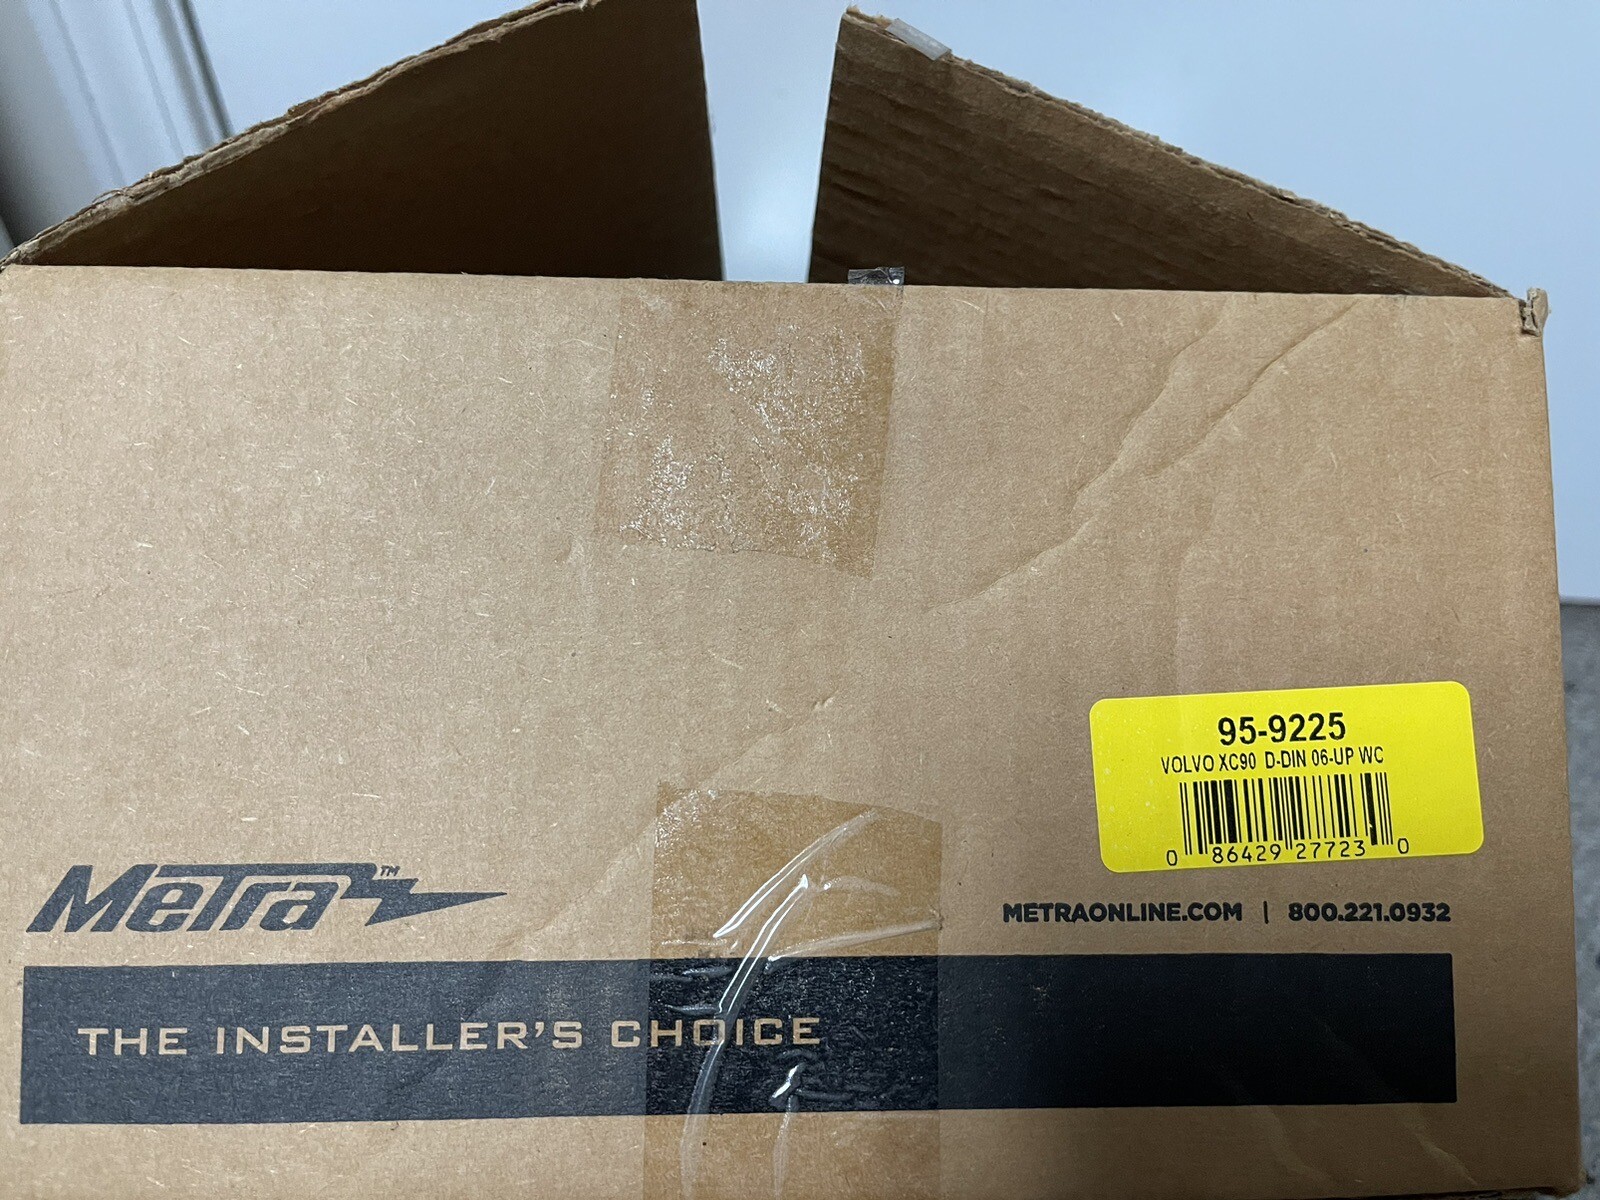 95-9225
VOLVO XC90 D-DIN 06-UP WC
0 86429 27723 0
Metra™
METRAONLINE.COM | 800.221.0932
THE INSTALLER'S CHOICE